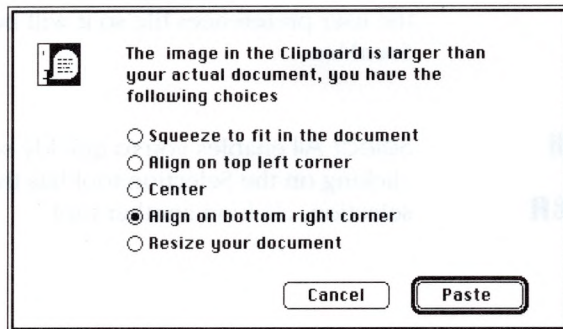 The image in the Clipboard is larger than
your actual document, you have the
following choices
Squeeze to fit in the document
Align on top left corner
Center
Align on bottom right corner
Resize your document
Cancel
Paste